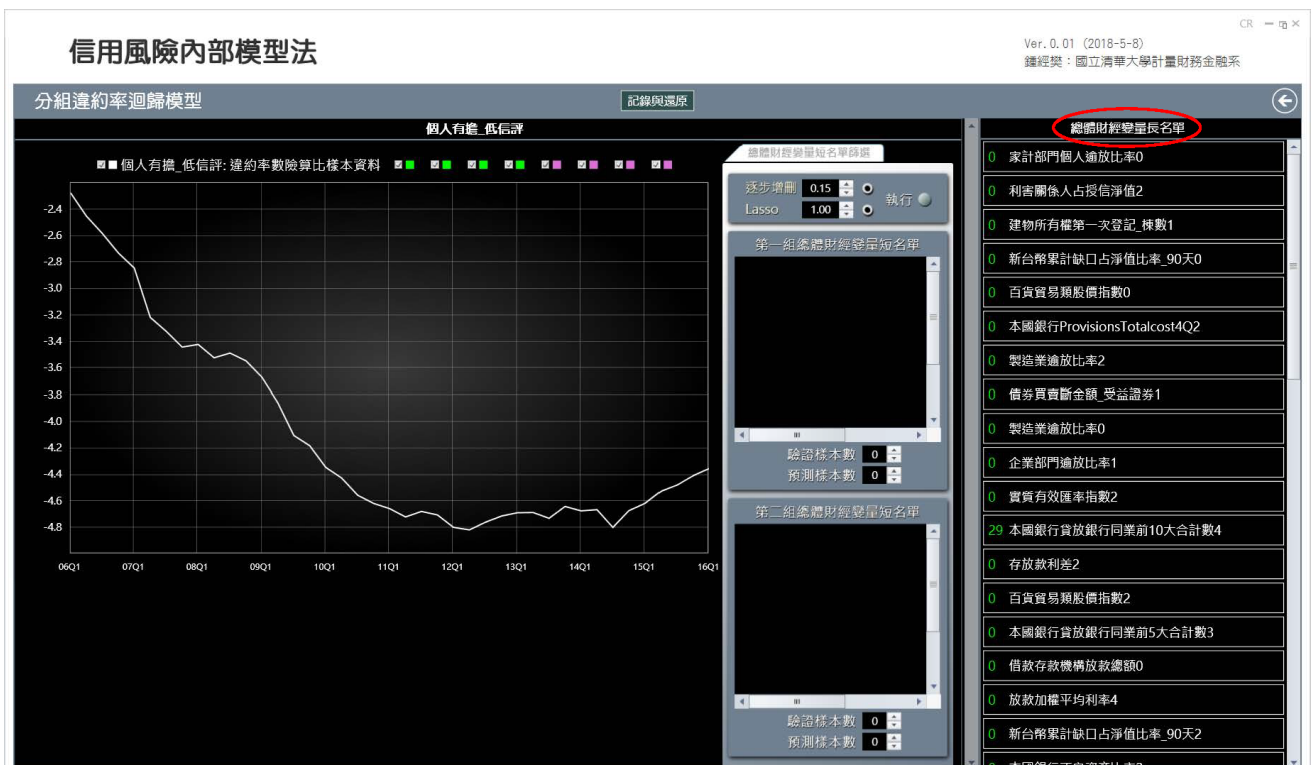 CR
信用風險內部模型法
Ver.0.01 (2018-5-8)
鍾經樊：國立清華大學計量財務金融系
分組違約率迴歸模型
記錄與還原
個人有擔_低信評
個人有擔_低信評: 違約率數險算比樣本資料
-2.4
-2.6
-2.8
-3.0
-3.2
-3.4
-3.6
-3.8
-4.0
-4.2
-4.4
-4.6
-4.8
06Q1 07Q1 08Q1 09Q1 10Q1 11Q1 12Q1 13Q1 14Q1 15Q1 16Q1
總體財經變量短名單篩選
逐步增刪 0.15
Lasso 1.00
執行
第一組總體財經變量短名單
驗證樣本數 0
預測樣本數 0
第二組總體財經變量短名單
驗證樣本數 0
預測樣本數 0
總體財經變量長名單
0 家計部門個人逾放比率0
0 利害關係人占授信淨值2
0 建物所有權第一次登記_棟數1
0 新台幣累計缺口占淨值比率_90天0
0 百貨貿易類股價指數0
0 本國銀行ProvisionsTotalcost4Q2
0 製造業逾放比率2
0 債券買賣斷金額_受益證券1
0 製造業逾放比率0
0 企業部門逾放比率1
0 實質有效匯率指數2
29 本國銀行貸放銀行同業前10大合計數4
0 存放款利差2
0 百貨貿易類股價指數2
0 本國銀行貸放銀行同業前5大合計數3
0 借款存款機構放款總額0
0 放款加權平均利率4
0 新台幣累計缺口占淨值比率_90天2